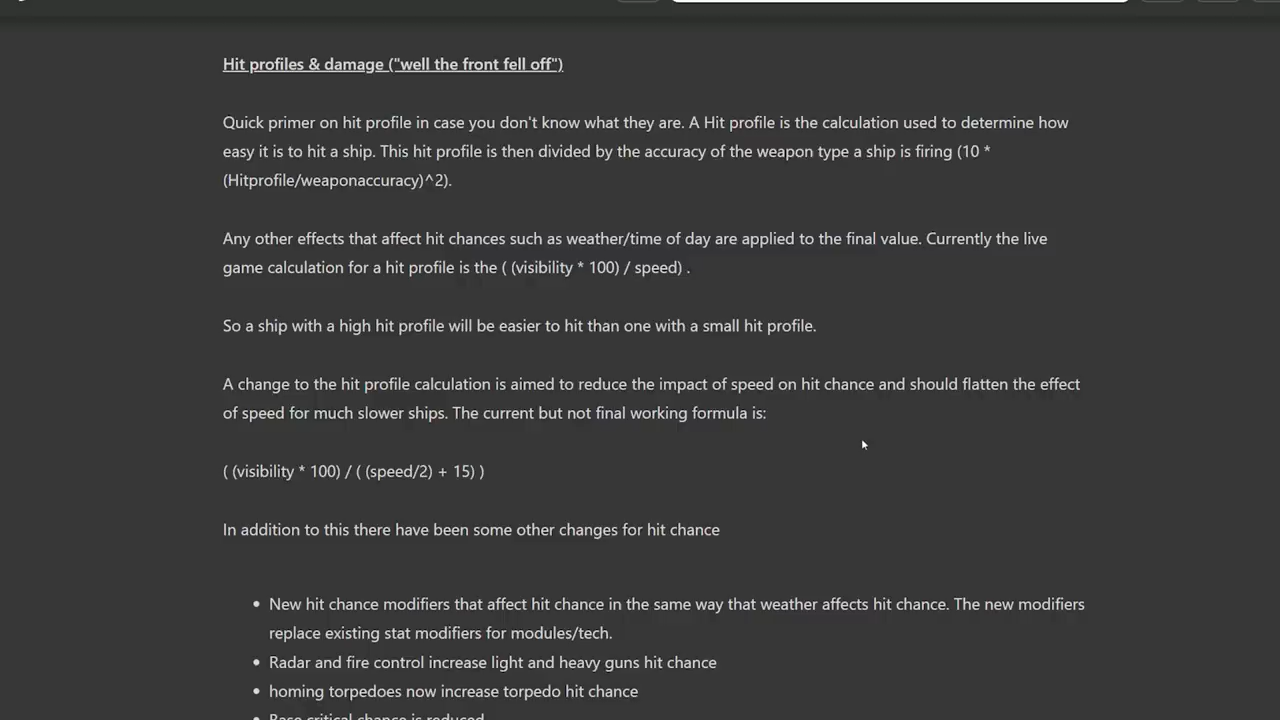 Hit profiles & damage ("well the front fell off")
Quick primer on hit profile in case you don't know what they are. A Hit profile is the calculation used to determine how
easy it is to hit a ship. This hit profile is then divided by the accuracy of the weapon type a ship is firing (10 *
(Hitprofile/weaponaccuracy)^2).
Any other effects that affect hit chances such as weather/time of day are applied to the final value. Currently the live
game calculation for a hit profile is the ( (visibility * 100) / speed) .
So a ship with a high hit profile will be easier to hit than one with a small hit profile.
A change to the hit profile calculation is aimed to reduce the impact of speed on hit chance and should flatten the effect
of speed for much slower ships. The current but not final working formula is:
( (visibility * 100) / ( (speed/2) + 15) )
In addition to this there have been some other changes for hit chance
• New hit chance modifiers that affect hit chance in the same way that weather affects hit chance. The new modifiers
replace existing stat modifiers for modules/tech.
• Radar and fire control increase light and heavy guns hit chance
• homing torpedoes now increase torpedo hit chance
• Base critical chance is reduced